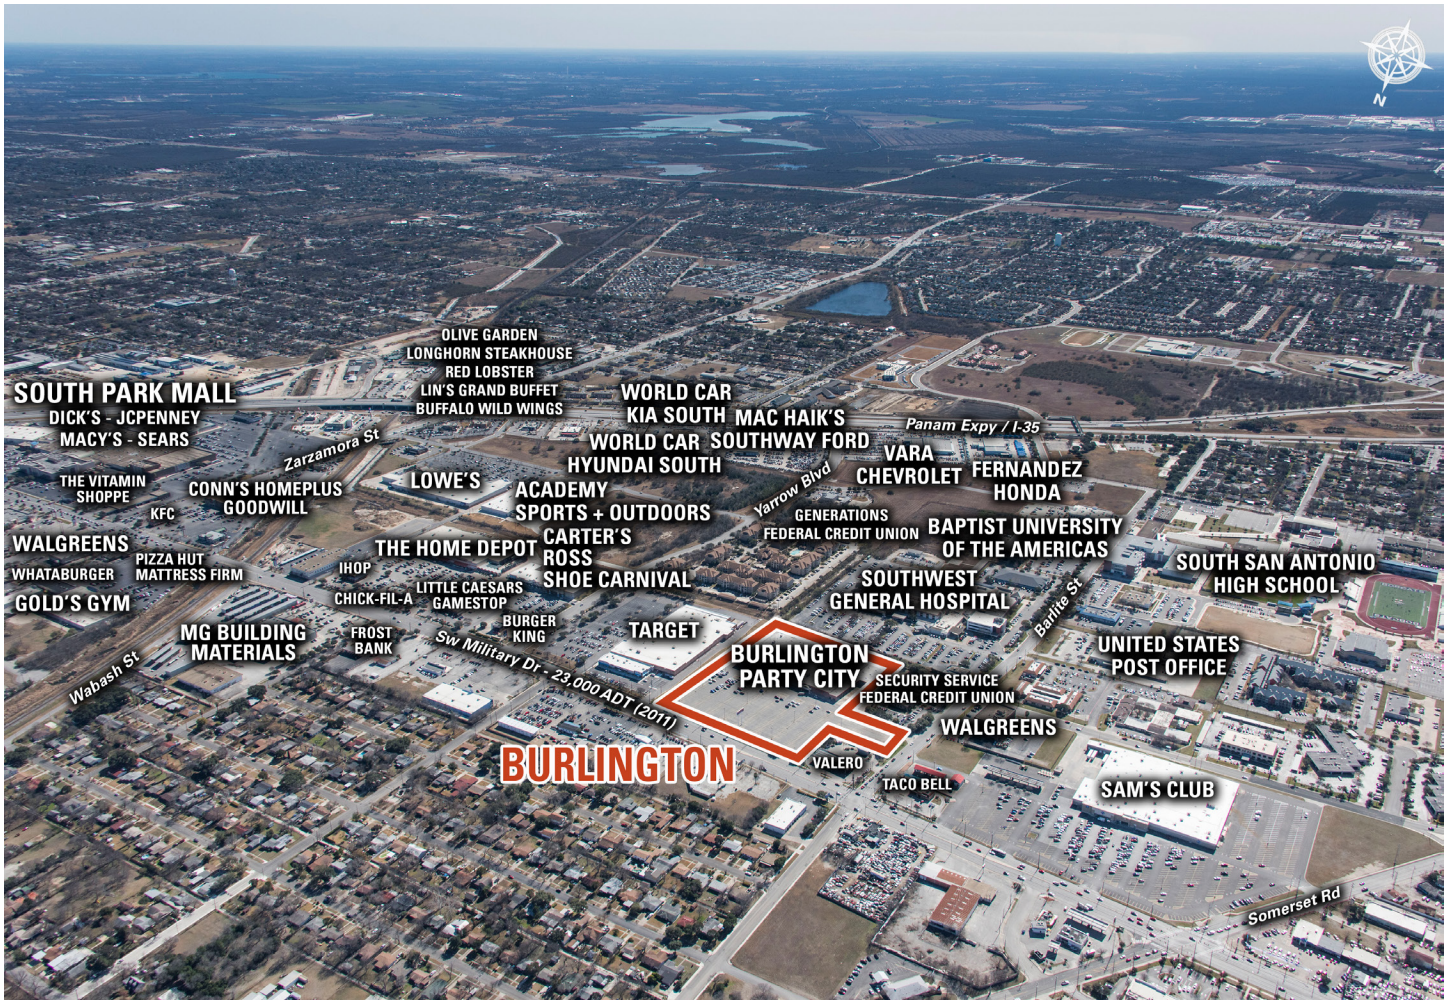 N
OLIVE GARDEN
LONGHORN STEAKHOUSE
RED LOBSTER
LIN'S GRAND BUFFET
BUFFALO WILD WINGS
SOUTH PARK MALL
DICK'S - JCPENNEY
MACY'S - SEARS
WORLD CAR
KIA SOUTH
MAC HAIK'S
SOUTHWAY FORD
Panam Expy / I-35
Zarzamora St
WORLD CAR
HYUNDAI SOUTH
VARA
CHEVROLET
FERNANDEZ
HONDA
THE VITAMIN
SHOPPE
KFC
CONN'S HOMEPLUS
GOODWILL
LOWE'S
ACADEMY
SPORTS + OUTDOORS
Yarrow Blvd
GENERATIONS
FEDERAL CREDIT UNION
BAPTIST UNIVERSITY
OF THE AMERICAS
WALGREENS
WHATABURGER
GOLD'S GYM
PIZZA HUT
MATTRESS FIRM
IHOP
CHICK-FIL-A
THE HOME DEPOT
CARTER'S
ROSS
SHOE CARNIVAL
LITTLE CAESARS
GAMESTOP
SOUTHWEST
GENERAL HOSPITAL
SOUTH SAN ANTONIO
HIGH SCHOOL
Barlite St
MG BUILDING
MATERIALS
FROST
BANK
BURGER
KING
TARGET
Wabash St
Sw Military Dr - 23,000 ADT (2011)
BURLINGTON
PARTY CITY
SECURITY SERVICE
FEDERAL CREDIT UNION
UNITED STATES
POST OFFICE
WALGREENS
BURLINGTON
VALERO
TACO BELL
SAM'S CLUB
Somerset Rd